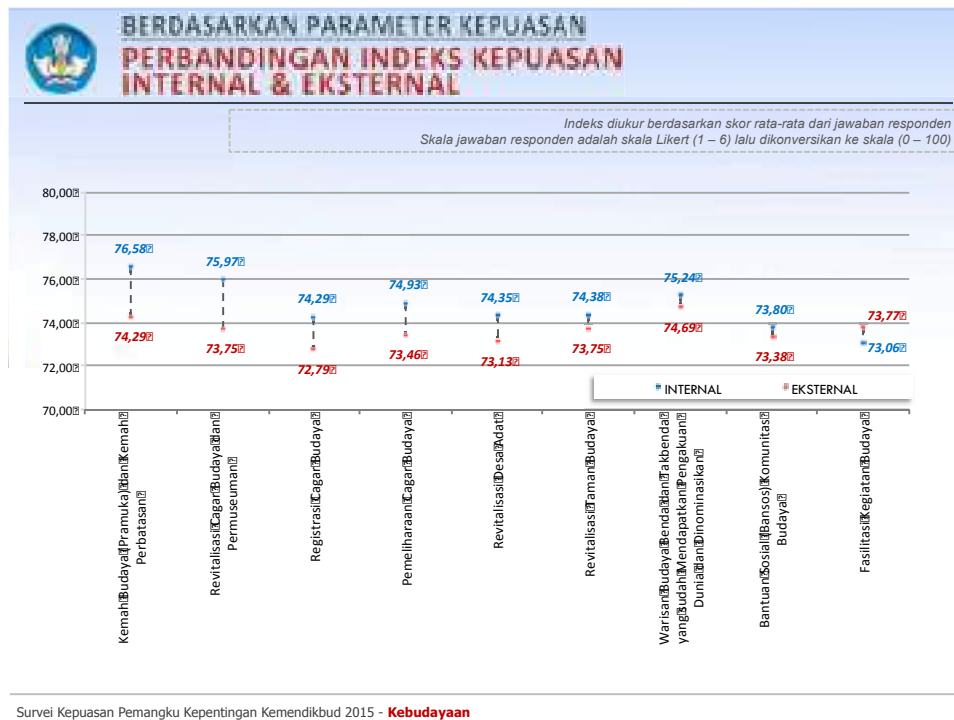 BERDASARKAN PARAMETER KEPUASAN
PERBANDINGAN INDEKS KEPUASAN
INTERNAL & EKSTERNAL
Indeks diukur berdasarkan skor rata-rata dari jawaban responden
Skala jawaban responden adalah skala Likert (1 – 6) lalu dikonversikan ke skala (0 – 100)
80,00
78,00
76,00
74,00
72,00
70,00
76,58
75,97
74,29
74,93
74,35
74,38
75,24
73,80
73,77
74,29
73,75
72,79
73,46
73,13
73,75
74,69
73,38
73,06
INTERNAL
EKSTERNAL
Kemah Budaya (Pramuka) dan Kemah
Perbatasan
Revitalisasi Cagar Budaya dan
Permuseuman
Registrasi Cagar Budaya
Pemeliharaan Cagar Budaya
Revitalisasi Desa Adat
Revitalisasi Taman Budaya
Warisan Budaya Benda dan Takbenda
yang sudah Mendapatkan Pengakuan
Dunia dan Dinominasikan
Bantuan Sosial (Bansos) Komunitas
Budaya
Fasilitasi Kegiatan Budaya
Survei Kepuasan Pemangku Kepentingan Kemendikbud 2015 - Kebudayaan